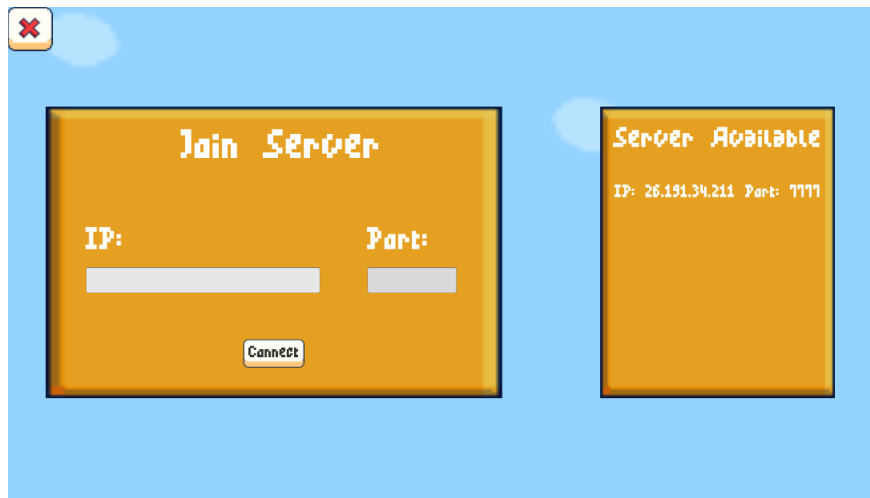 Join Server
IP:
Port:
Connect
Server Available
IP: 26.191.34.211 Port: 7777